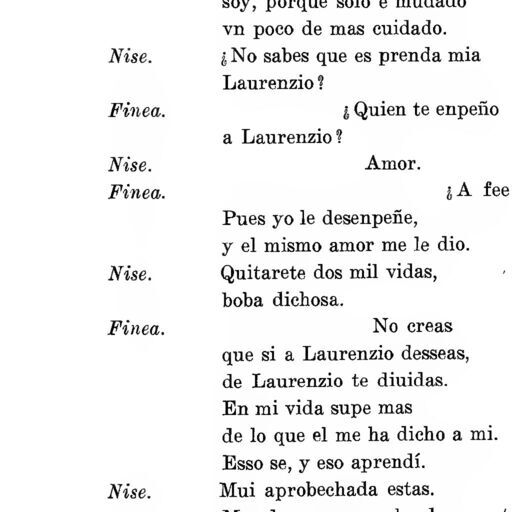 soy, porque solo e mudado
vn poco de mas cuidado.
Nise. ¿No sabes que es prenda mia
Laurenzio?
Finea. ¿Quien te enpeño
a Laurenzio?
Nise. Amor.
Finea. ¿A fee
Pues yo le desenpeñe,
y el mismo amor me le dio.
Nise. Quitarete dos mil vidas,
boba dichosa.
Finea. No creas
que si a Laurenzio desseas,
de Laurenzio te diuidas.
En mi vida supe mas
de lo que el me ha dicho a mi.
Esso se, y eso aprendí.
Nise. Mui aprobechada estas.